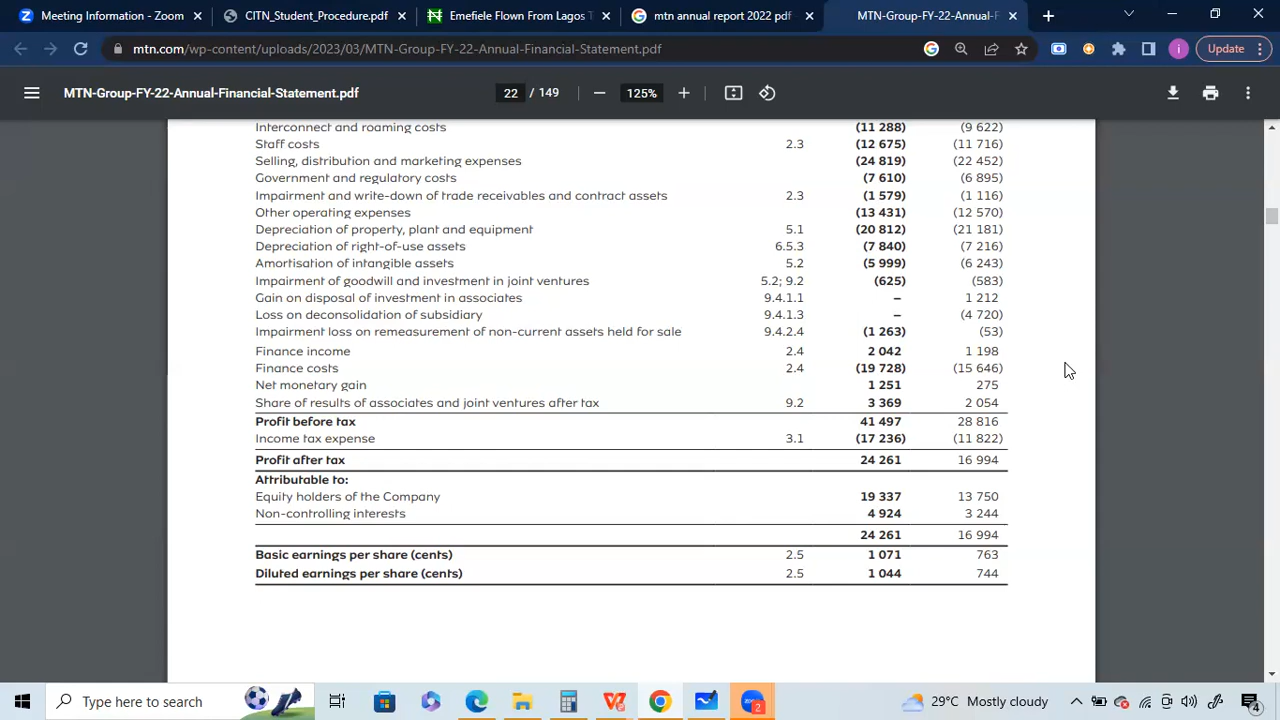 Meeting Information - Zoom
CITN_Student_Procedure.pdf
Emefiele Flown From Lagos T
mtn annual report 2022 pdf
MTN-Group-FY-22-Annual-F
mtn.com/wp-content/uploads/2023/03/MTN-Group-FY-22-Annual-Financial-Statement.pdf
i
Update
MTN-Group-FY-22-Annual-Financial-Statement.pdf
22 / 149
125%
Interconnect and roaming costs (11 288) (9 622)
Staff costs 2.3 (12 675) (11 716)
Selling, distribution and marketing expenses (24 819) (22 452)
Government and regulatory costs (7 610) (6 895)
Impairment and write-down of trade receivables and contract assets 2.3 (1 579) (1 116)
Other operating expenses (13 431) (12 570)
Depreciation of property, plant and equipment 5.1 (20 812) (21 181)
Depreciation of right-of-use assets 6.5.3 (7 840) (7 216)
Amortisation of intangible assets 5.2 (5 999) (6 243)
Impairment of goodwill and investment in joint ventures 5.2; 9.2 (625) (583)
Gain on disposal of investment in associates 9.4.1.1 – 1 212
Loss on deconsolidation of subsidiary 9.4.1.3 – (4 720)
Impairment loss on remeasurement of non-current assets held for sale 9.4.2.4 (1 263) (53)
Finance income 2.4 2 042 1 198
Finance costs 2.4 (19 728) (15 646)
Net monetary gain 1 251 275
Share of results of associates and joint ventures after tax 9.2 3 369 2 054
Profit before tax 41 497 28 816
Income tax expense 3.1 (17 236) (11 822)
Profit after tax 24 261 16 994
Attributable to:
Equity holders of the Company 19 337 13 750
Non-controlling interests 4 924 3 244
24 261 16 994
Basic earnings per share (cents) 2.5 1 071 763
Diluted earnings per share (cents) 2.5 1 044 744
Type here to search
zoom
2
29°C Mostly cloudy
4